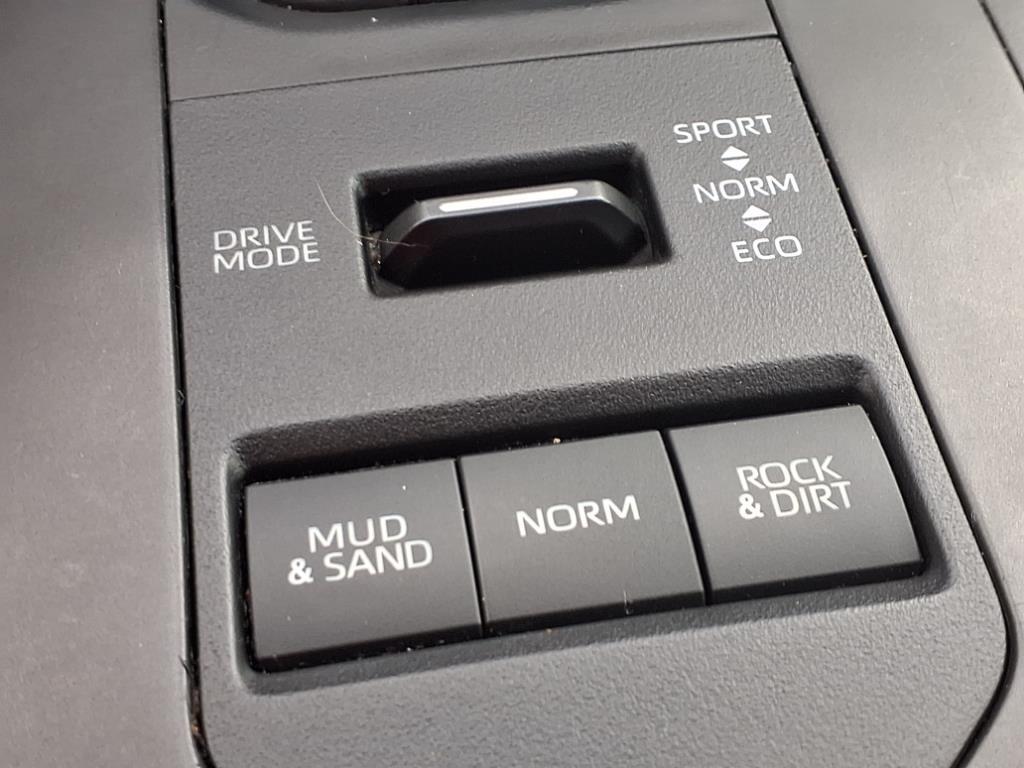 DRIVE
MODE
SPORT
NORM
ECO
MUD
& SAND
NORM
ROCK
& DIRT